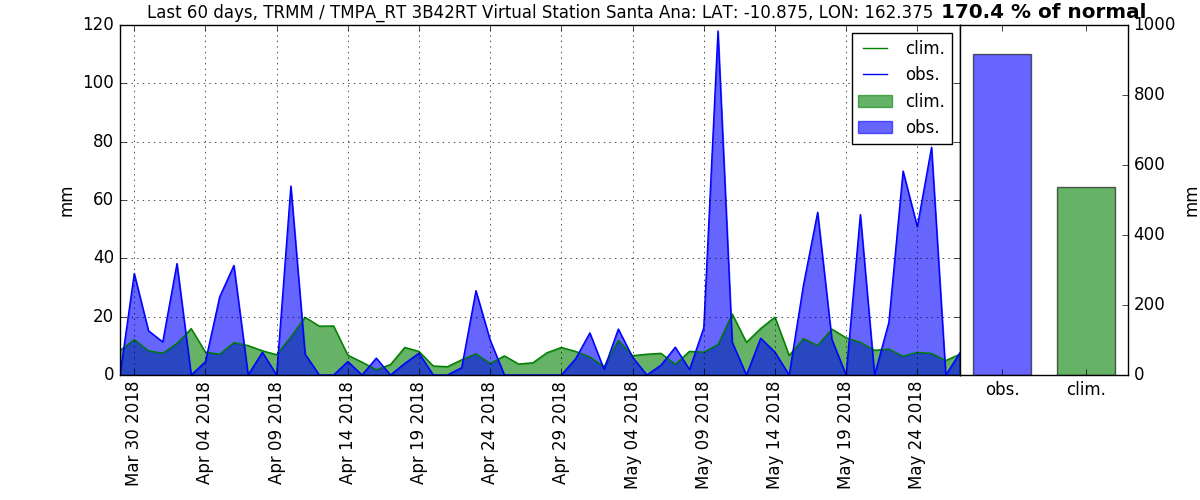 Last 60 days, TRMM / TMPA_RT 3B42RT Virtual Station Santa Ana: LAT: -10.875, LON: 162.375 170.4 % of normal
120
100
80
60
40
20
0
mm
clim.
obs.
clim.
obs.
Mar 30 2018
Apr 04 2018
Apr 09 2018
Apr 14 2018
Apr 19 2018
Apr 24 2018
Apr 29 2018
May 04 2018
May 09 2018
May 14 2018
May 19 2018
May 24 2018
1000
800
600
400
200
0
mm
obs. clim.